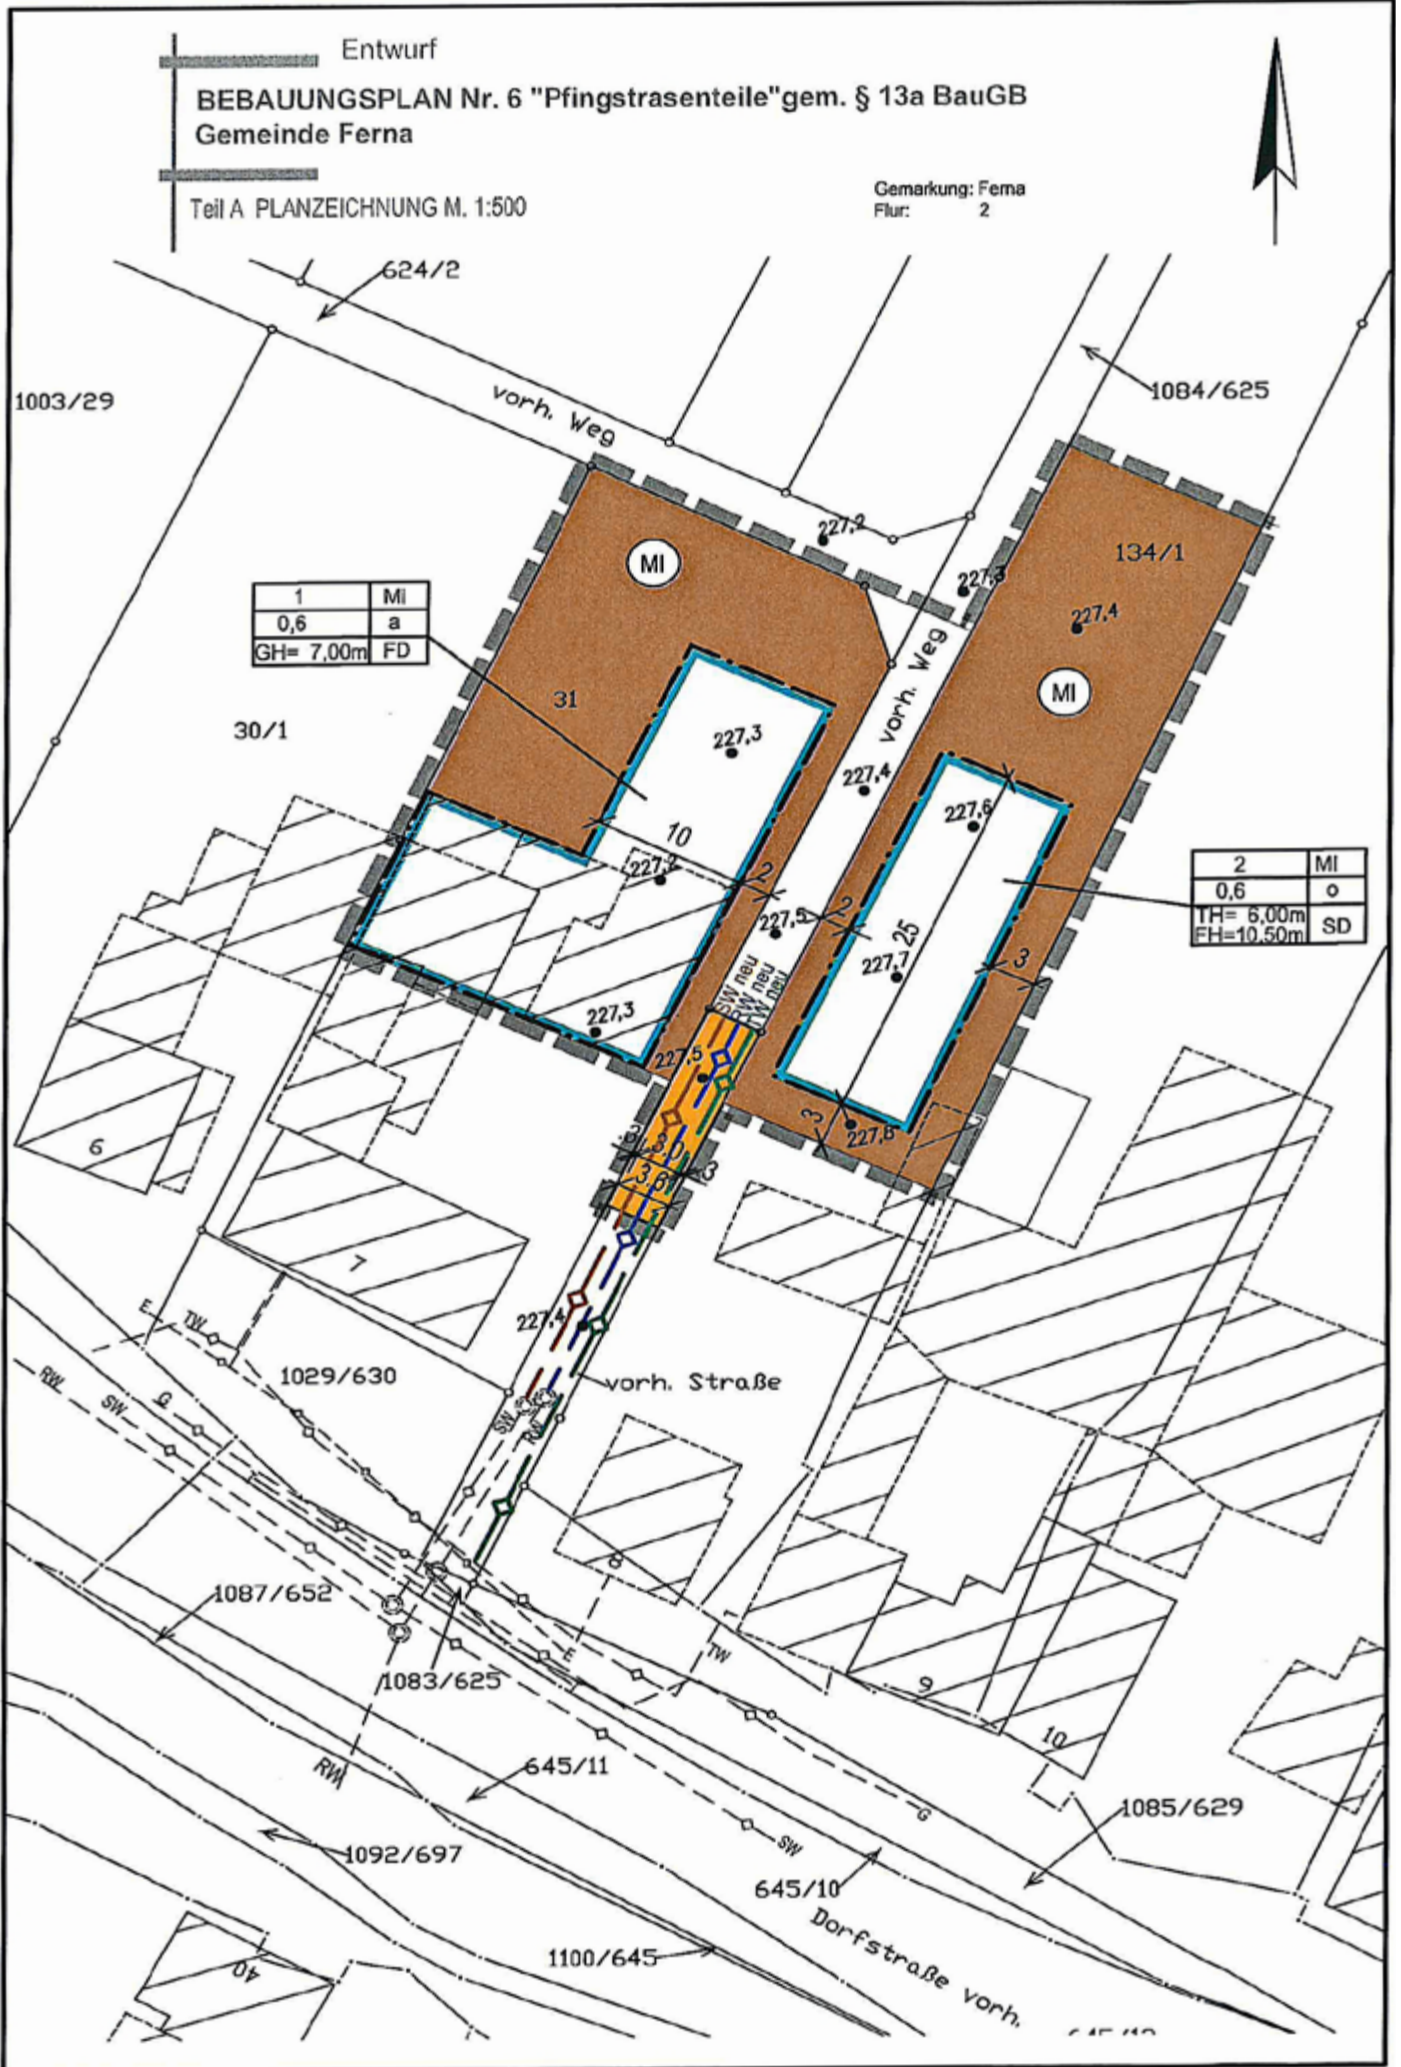 Entwurf
BEBAUUNGSPLAN Nr. 6 "Pfingstrasenteile"gem. § 13a BauGB
Gemeinde Ferna
Teil A PLANZEICHNUNG M. 1:500
Gemarkung: Ferna
Flur: 2
624/2
1003/29
1084/625
vorh. Weg
227,2
134/1
MI
227,3
227,4
1 MI
0,6 a
GH= 7,00m FD
vorh. Weg
MI
31
30/1
227,3
227,4
227,6
10
227,2
2
2 MI
0,6 o
TH= 6,00m
FH=10,50m SD
2
227,5
25
227,7
3
SW neu
RW neu
TW neu
227,3
227,5
3
227,8
6
3
3.0
3
3.6
7
E
TW
227,4
RW
SW
G
1029/630
vorh. Straße
SW
RW
8
1087/652
E
TW
1083/625
9
10
RW
645/11
G
1085/629
SW
1092/697
645/10
Dorfstraße vorh.
1100/645
40